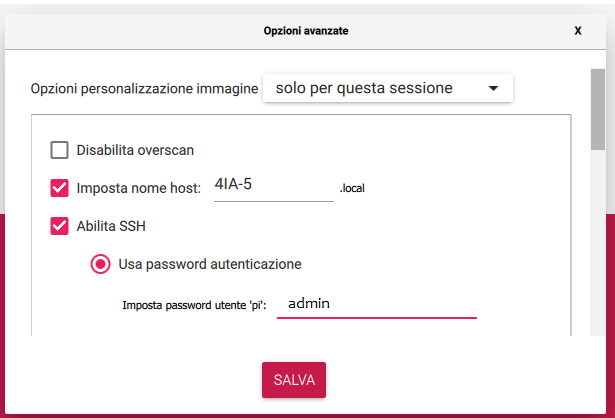 Opzioni avanzate X
Opzioni personalizzazione immagine solo per questa sessione
Disabilita overscan
Imposta nome host: 4IA-5 .local
Abilita SSH
Usa password autenticazione
Imposta password utente 'pi': admin
SALVA